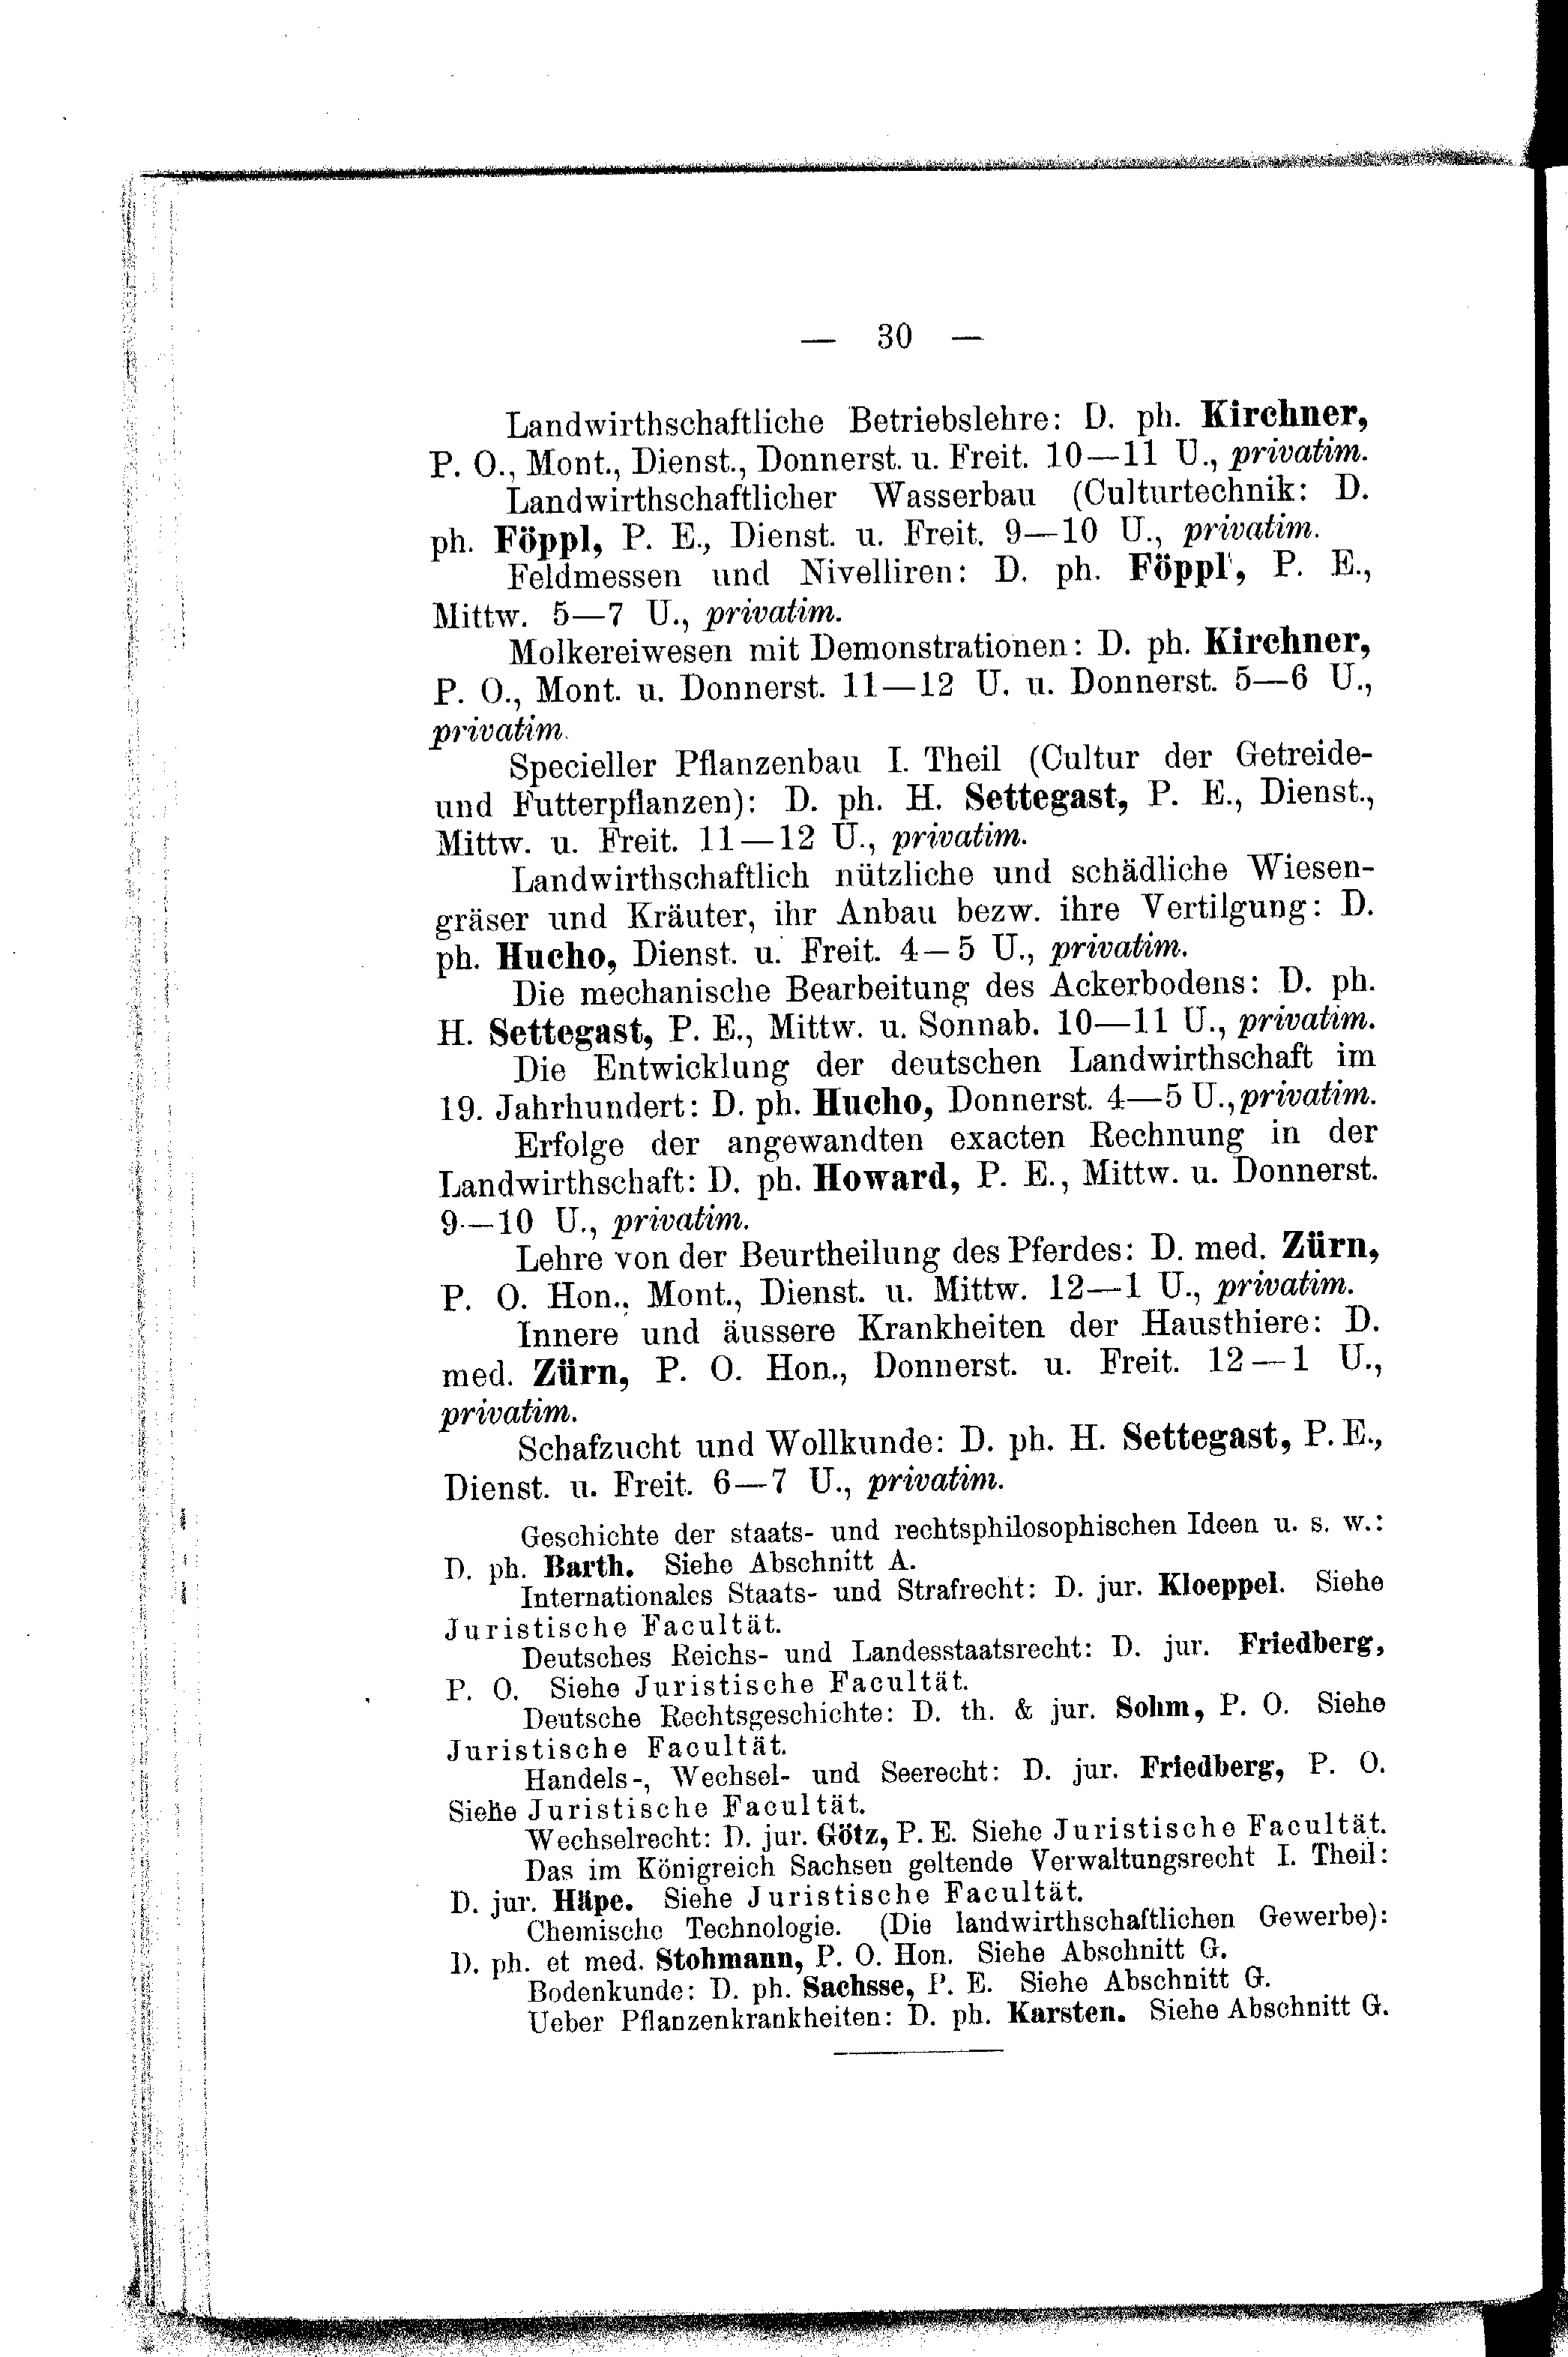 — 30 —
Landwirthschaftliche Betriebslehre: D. ph. Kirchner,
P. O., Mont., Dienst., Donnerst. u. Freit. 10—11 U., privatim.
Landwirthschaftlicher Wasserbau (Culturtechnik: D.
ph. Föppl, P. E., Dienst. u. Freit. 9—10 U., privatim.
Feldmessen und Nivelliren: D. ph. Föppl, P. E.,
Mittw. 5—7 U., privatim.
Molkereiwesen mit Demonstrationen: D. ph. Kirchner,
P. O., Mont. u. Donnerst. 11—12 U. u. Donnerst. 5—6 U.,
privatim.
Specieller Pflanzenbau I. Theil (Cultur der Getreide-
und Futterpflanzen): D. ph. H. Settegast, P. E., Dienst.,
Mittw. u. Freit. 11—12 U., privatim.
Landwirthschaftlich nützliche und schädliche Wiesen-
gräser und Kräuter, ihr Anbau bezw. ihre Vertilgung: D.
ph. Hucho, Dienst. u. Freit. 4—5 U., privatim.
Die mechanische Bearbeitung des Ackerbodens: D. ph.
H. Settegast, P. E., Mittw. u. Sonnab. 10—11 U., privatim.
Die Entwicklung der deutschen Landwirthschaft im
19. Jahrhundert: D. ph. Hucho, Donnerst. 4—5 U., privatim.
Erfolge der angewandten exacten Rechnung in der
Landwirthschaft: D. ph. Howard, P. E., Mittw. u. Donnerst.
9—10 U., privatim.
Lehre von der Beurtheilung des Pferdes: D. med. Zürn,
P. O. Hon., Mont., Dienst. u. Mittw. 12—1 U., privatim.
Innere und äussere Krankheiten der Hausthiere: D.
med. Zürn, P. O. Hon., Donnerst. u. Freit. 12—1 U.,
privatim.
Schafzucht und Wollkunde: D. ph. H. Settegast, P. E.,
Dienst. u. Freit. 6—7 U., privatim.
Geschichte der staats- und rechtsphilosophischen Ideen u. s. w.:
D. ph. Barth. Siehe Abschnitt A.
Internationales Staats- und Strafrecht: D. jur. Kloeppel. Siehe
Juristische Facultät.
Deutsches Reichs- und Landesstaatsrecht: D. jur. Friedberg,
P. O. Siehe Juristische Facultät.
Deutsche Rechtsgeschichte: D. th. & jur. Sohm, P. O. Siehe
Juristische Facultät.
Handels-, Wechsel- und Seerecht: D. jur. Friedberg, P. O.
Siehe Juristische Facultät.
Wechselrecht: D. jur. Götz, P. E. Siehe Juristische Facultät.
Das im Königreich Sachsen geltende Verwaltungsrecht I. Theil:
D. jur. Häpe. Siehe Juristische Facultät.
Chemische Technologie. (Die landwirthschaftlichen Gewerbe):
D. ph. et med. Stohmann, P. O. Hon. Siehe Abschnitt G.
Bodenkunde: D. ph. Sachsse, P. E. Siehe Abschnitt G.
Ueber Pflanzenkrankheiten: D. ph. Karsten. Siehe Abschnitt G.